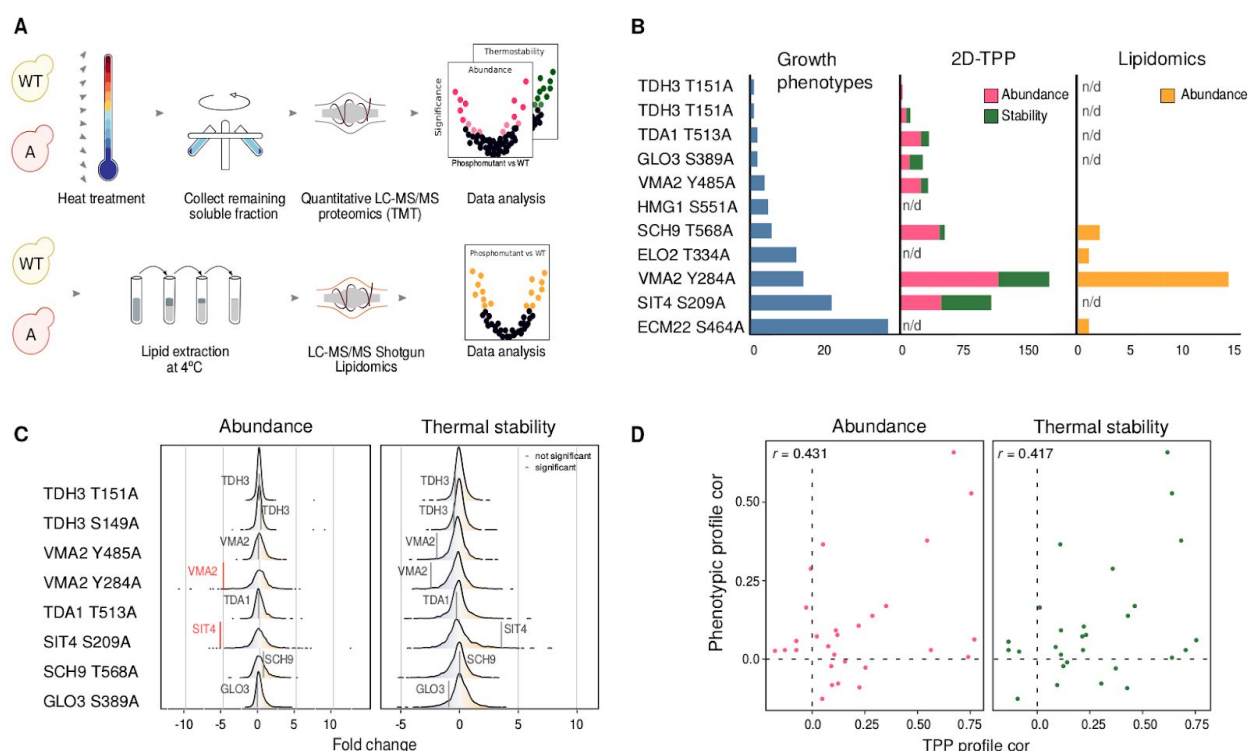 A
WT
A
Heat treatment
Collect remaining
soluble fraction
Quantitative LC-MS/MS
proteomics (TMT)
Thermostability
Abundance
Significance
Phosphomutant vs WT
Data analysis
WT
A
Lipid extraction
at 4ºC
LC-MS/MS Shotgun
Lipidomics
Phosphomutant vs WT
Data analysis
B
Growth
phenotypes
2D-TPP
Lipidomics
Abundance
Stability
Abundance
TDH3 T151A
n/d
TDH3 T151A
n/d
TDA1 T513A
n/d
GLO3 S389A
n/d
VMA2 Y485A
HMG1 S551A
n/d
SCH9 T568A
ELO2 T334A
n/d
VMA2 Y284A
SIT4 S209A
n/d
ECM22 S464A
n/d
0 20
0 75 150
0 5 10 15
C
Abundance
Thermal stability
not significant
significant
TDH3 T151A
TDH3
TDH3
TDH3 S149A
TDH3
TDH3
VMA2 Y485A
VMA2
VMA2
VMA2 Y284A
VMA2
VMA2
TDA1 T513A
TDA1
TDA1
SIT4 S209A
SIT4
SIT4
SCH9 T568A
SCH9
SCH9
GLO3 S389A
GLO3
GLO3
-10 -5 0 5 10
-5 0 5 10
Fold change
D
Abundance
Thermal stability
r = 0.431
r = 0.417
Phenotypic profile cor
0.50
0.25
0.0
0.0 0.25 0.50 0.75
0.0 0.25 0.50 0.75
TPP profile cor